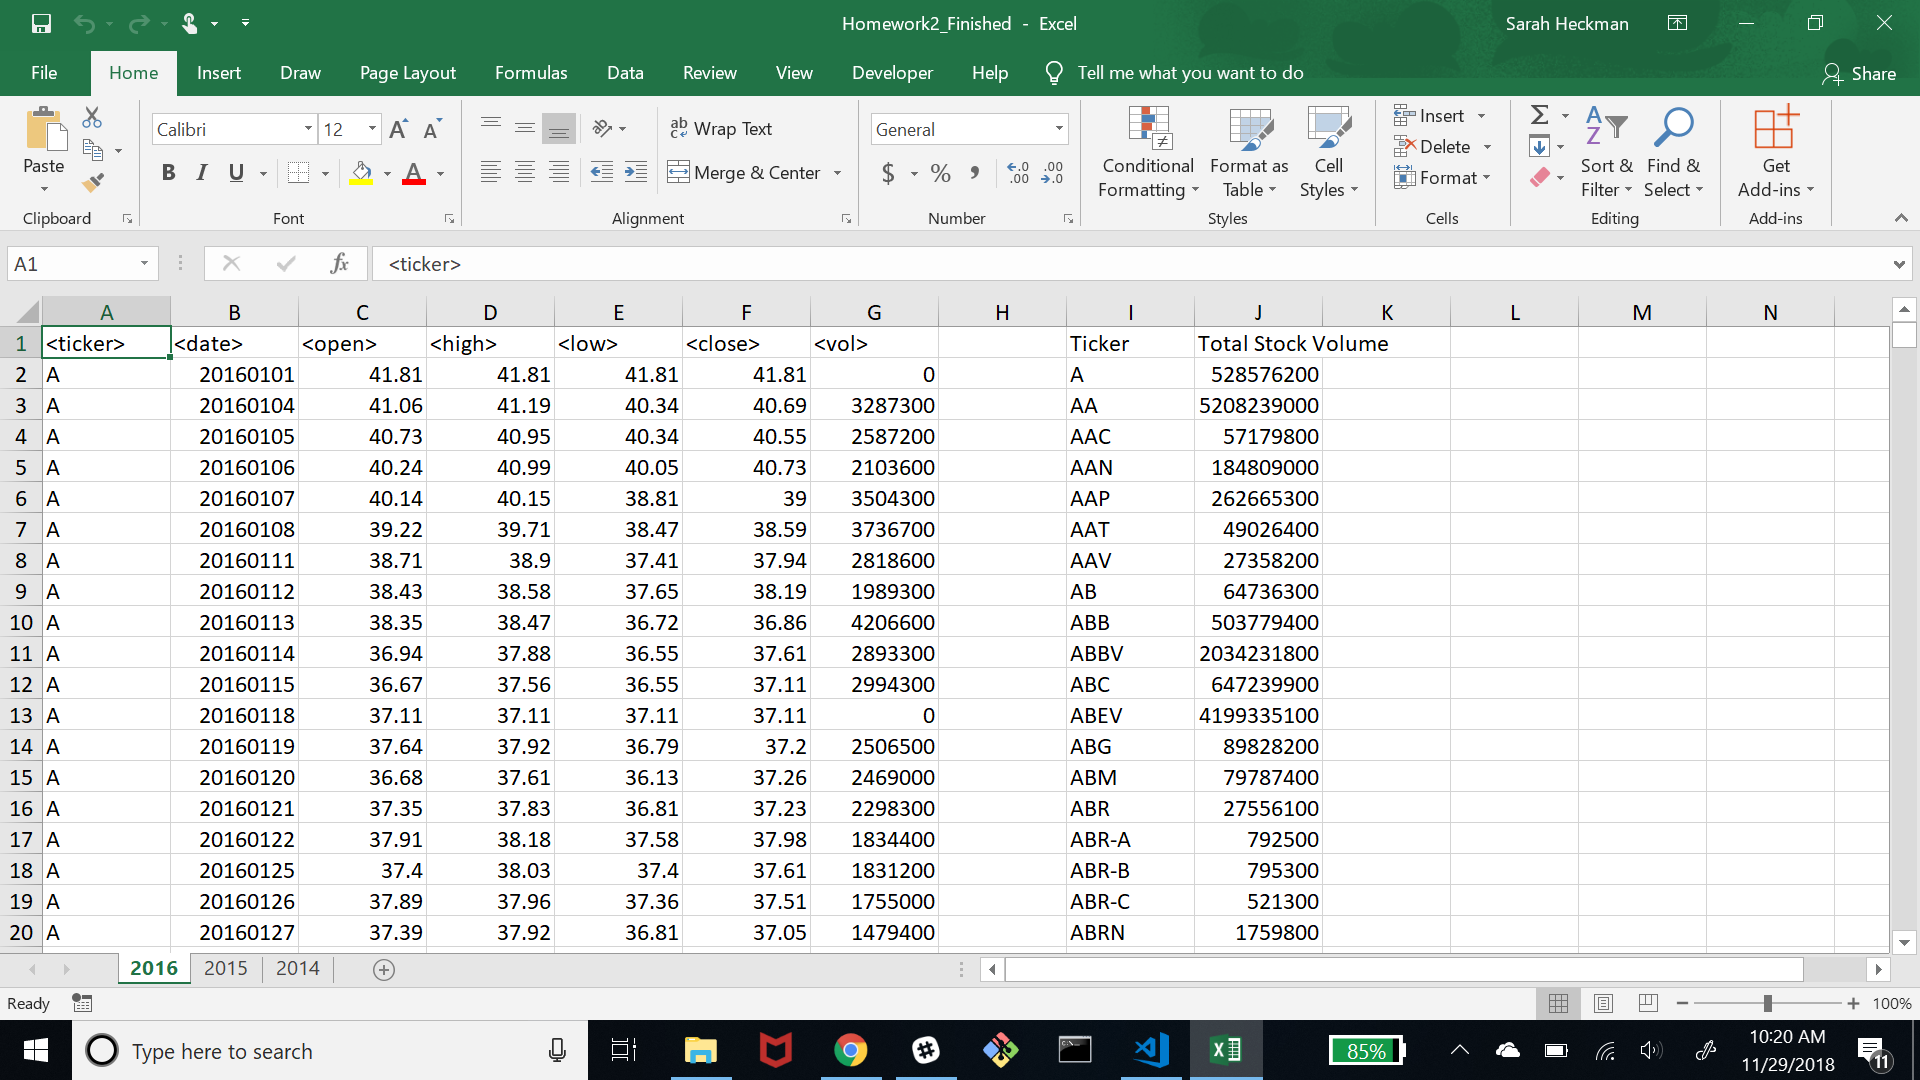 Homework2_Finished - Excel
Sarah Heckman
File Home Insert Draw Page Layout Formulas Data Review View Developer Help Tell me what you want to do Share
Paste
Clipboard
Calibri 12
B I U
Font
Wrap Text
Merge & Center
Alignment
General
$ % ,
Number
Conditional Formatting
Format as Table
Cell Styles
Styles
Insert
Delete
Format
Cells
Sort & Filter
Find & Select
Editing
Get Add-ins
Add-ins
A1 fx <ticker>
A B C D E F G H I J K L M N
1 <ticker> <date> <open> <high> <low> <close> <vol> Ticker Total Stock Volume
2 A 20160101 41.81 41.81 41.81 41.81 0 A 528576200
3 A 20160104 41.06 41.19 40.34 40.69 3287300 AA 5208239000
4 A 20160105 40.73 40.95 40.34 40.55 2587200 AAC 57179800
5 A 20160106 40.24 40.99 40.05 40.73 2103600 AAN 184809000
6 A 20160107 40.14 40.15 38.81 39 3504300 AAP 262665300
7 A 20160108 39.22 39.71 38.47 38.59 3736700 AAT 49026400
8 A 20160111 38.71 38.9 37.41 37.94 2818600 AAV 27358200
9 A 20160112 38.43 38.58 37.65 38.19 1989300 AB 64736300
10 A 20160113 38.35 38.47 36.72 36.86 4206600 ABB 503779400
11 A 20160114 36.94 37.88 36.55 37.61 2893300 ABBV 2034231800
12 A 20160115 36.67 37.56 36.55 37.11 2994300 ABC 647239900
13 A 20160118 37.11 37.11 37.11 37.11 0 ABEV 4199335100
14 A 20160119 37.64 37.92 36.79 37.2 2506500 ABG 89828200
15 A 20160120 36.68 37.61 36.13 37.26 2469000 ABM 79787400
16 A 20160121 37.35 37.83 36.81 37.23 2298300 ABR 27556100
17 A 20160122 37.91 38.18 37.58 37.98 1834400 ABR-A 792500
18 A 20160125 37.4 38.03 37.4 37.61 1831200 ABR-B 795300
19 A 20160126 37.89 37.96 37.36 37.51 1755000 ABR-C 521300
20 A 20160127 37.39 37.92 36.81 37.05 1479400 ABRN 1759800
2016 2015 2014
Ready 100%
Type here to search
85%
10:20 AM
11/29/2018
11